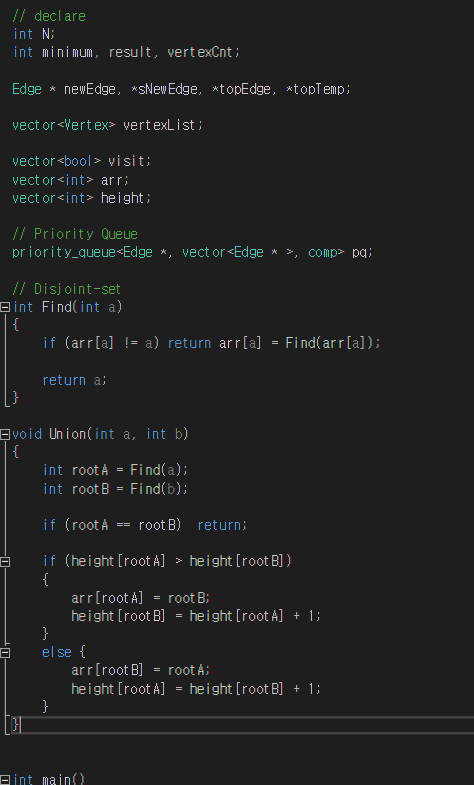 // declare
int N;
int minimum, result, vertexCnt;
Edge * newEdge, *sNewEdge, *topEdge, *topTemp;
vector<Vertex> vertexList;
vector<bool> visit;
vector<int> arr;
vector<int> height;
// Priority Queue
priority_queue<Edge *, vector<Edge * >, comp> pq;
// Disjoint-set
int Find(int a)
{
if (arr[a] != a) return arr[a] = Find(arr[a]);
return a;
}
void Union(int a, int b)
{
int rootA = Find(a);
int rootB = Find(b);
if (rootA == rootB)  return;
if (height[rootA] > height[rootB])
{
arr[rootA] = rootB;
height[rootB] = height[rootA] + 1;
}
else {
arr[rootB] = rootA;
height[rootA] = height[rootB] + 1;
}
}
int main()